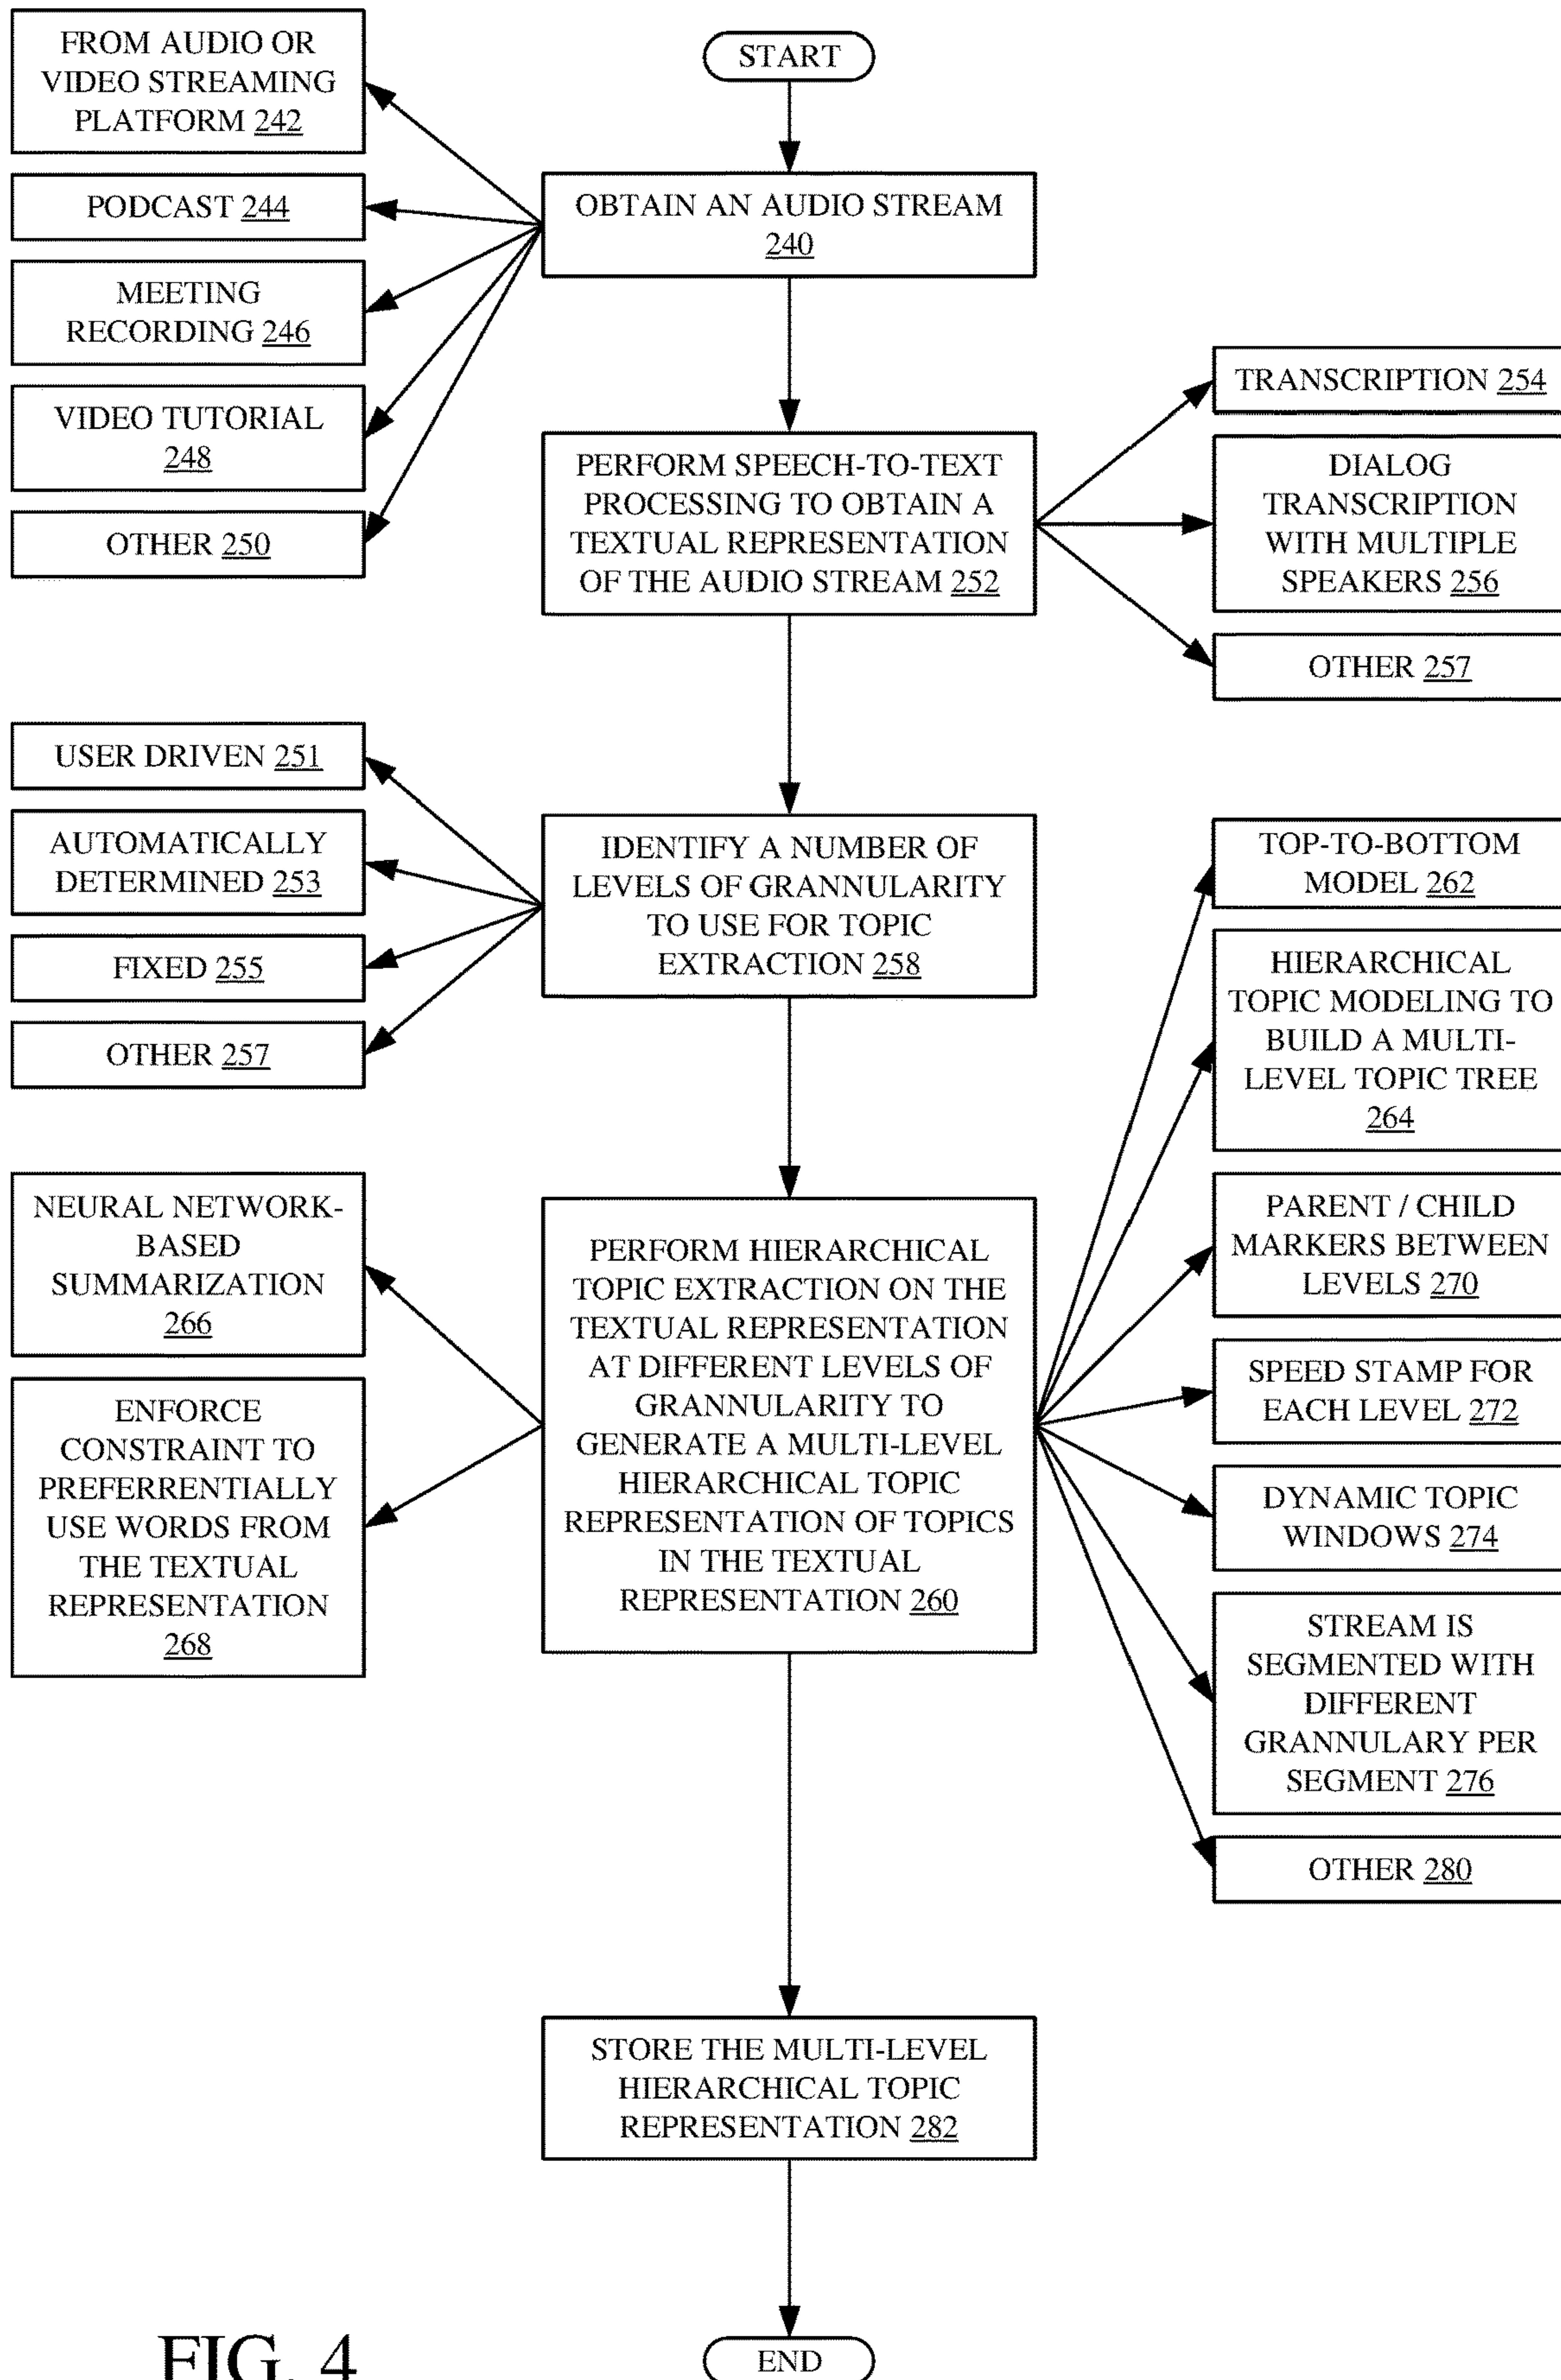 START
FROM AUDIO OR
VIDEO STREAMING
PLATFORM 242
PODCAST 244
MEETING
RECORDING 246
VIDEO TUTORIAL
248
OTHER 250
OBTAIN AN AUDIO STREAM
240
PERFORM SPEECH-TO-TEXT
PROCESSING TO OBTAIN A
TEXTUAL REPRESENTATION
OF THE AUDIO STREAM 252
TRANSCRIPTION 254
DIALOG
TRANSCRIPTION
WITH MULTIPLE
SPEAKERS 256
OTHER 257
USER DRIVEN 251
AUTOMATICALLY
DETERMINED 253
FIXED 255
OTHER 257
IDENTIFY A NUMBER OF
LEVELS OF GRANNULARITY
TO USE FOR TOPIC
EXTRACTION 258
NEURAL NETWORK-
BASED
SUMMARIZATION
266
ENFORCE
CONSTRAINT TO
PREFERRENTIALLY
USE WORDS FROM
THE TEXTUAL
REPRESENTATION
268
PERFORM HIERARCHICAL
TOPIC EXTRACTION ON THE
TEXTUAL REPRESENTATION
AT DIFFERENT LEVELS OF
GRANNULARITY TO
GENERATE A MULTI-LEVEL
HIERARCHICAL TOPIC
REPRESENTATION OF TOPICS
IN THE TEXTUAL
REPRESENTATION 260
TOP-TO-BOTTOM
MODEL 262
HIERARCHICAL
TOPIC MODELING TO
BUILD A MULTI-
LEVEL TOPIC TREE
264
PARENT / CHILD
MARKERS BETWEEN
LEVELS 270
SPEED STAMP FOR
EACH LEVEL 272
DYNAMIC TOPIC
WINDOWS 274
STREAM IS
SEGMENTED WITH
DIFFERENT
GRANNULARY PER
SEGMENT 276
OTHER 280
STORE THE MULTI-LEVEL
HIERARCHICAL TOPIC
REPRESENTATION 282
END
FIG. 4